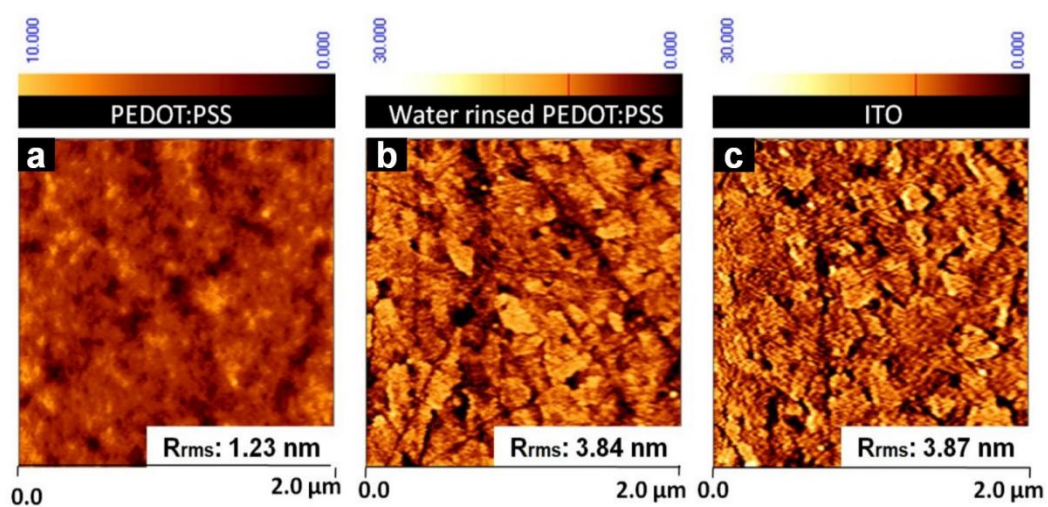 10.000
0.000
30.000
0.000
30.000
0.000
PEDOT:PSS
Water rinsed PEDOT:PSS
ITO
a
b
c
Rrms: 1.23 nm
Rrms: 3.84 nm
Rrms: 3.87 nm
0.0
2.0 µm
0.0
2.0 µm
0.0
2.0 µm